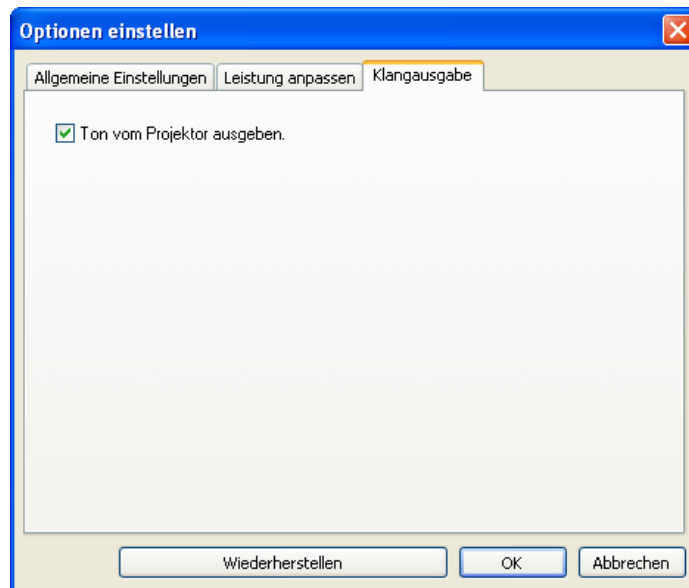 Optionen einstellen
Allgemeine Einstellungen Leistung anpassen Klangausgabe
Ton vom Projektor ausgeben.
Wiederherstellen OK Abbrechen